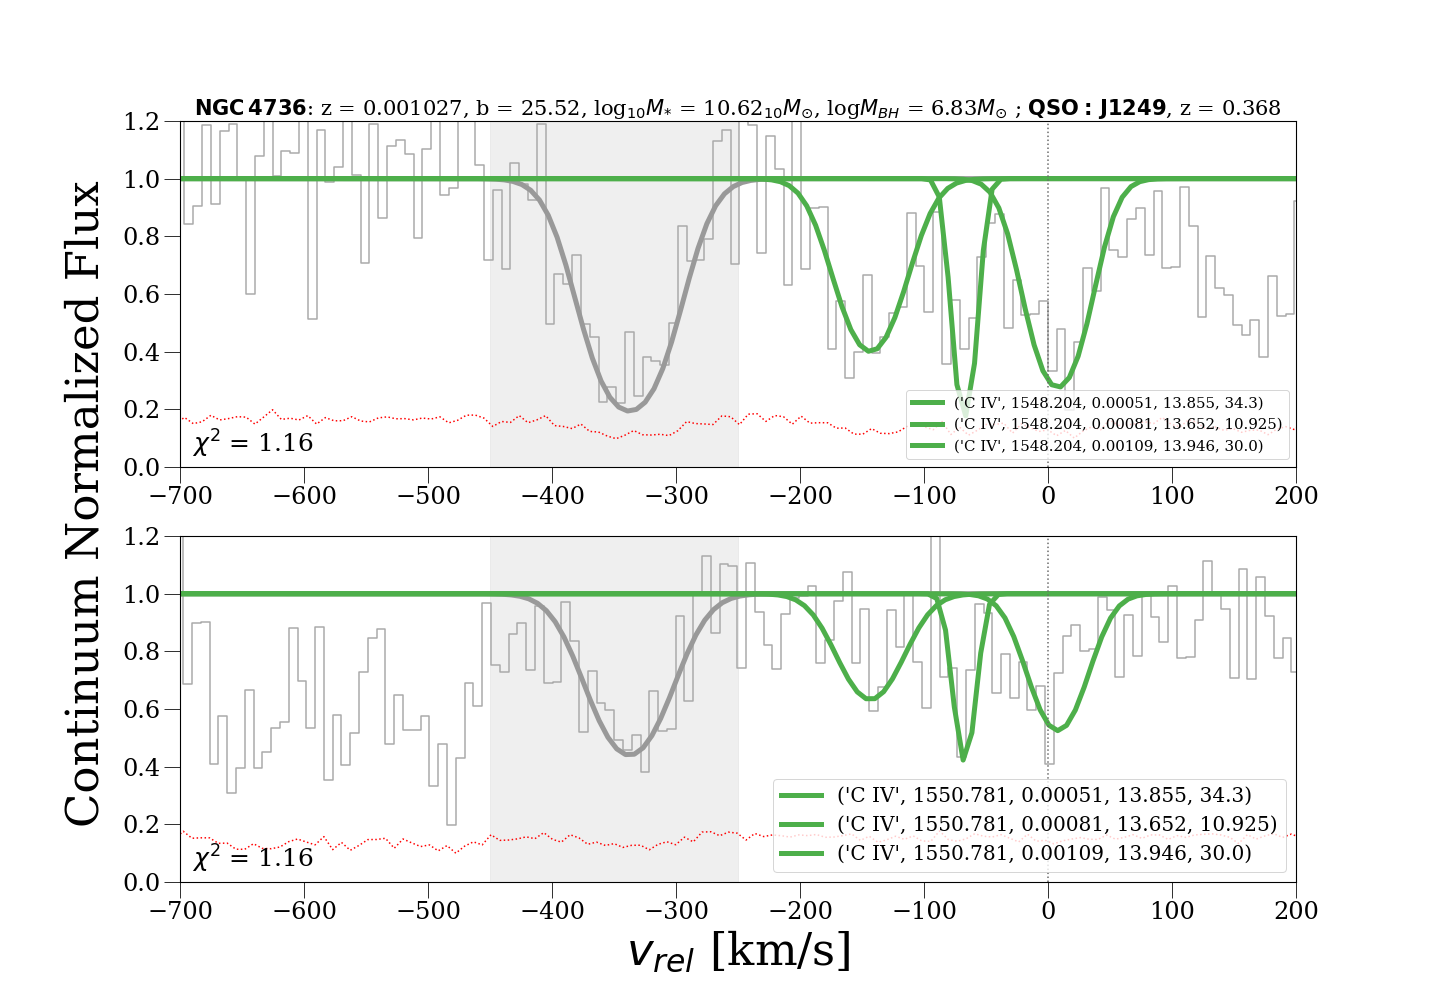 NGC 4736: z = 0.001027, b = 25.52, log₁₀M* = 10.62₁₀M⊙, logM_BH = 6.83M⊙ ; QSO : J1249, z = 0.368
Continuum Normalized Flux
1.2
1.0
0.8
0.6
0.4
0.2
0.0
χ² = 1.16
('C IV', 1548.204, 0.00051, 13.855, 34.3)
('C IV', 1548.204, 0.00081, 13.652, 10.925)
('C IV', 1548.204, 0.00109, 13.946, 30.0)
−700 −600 −500 −400 −300 −200 −100 0 100 200
1.2
1.0
0.8
0.6
0.4
0.2
0.0
χ² = 1.16
('C IV', 1550.781, 0.00051, 13.855, 34.3)
('C IV', 1550.781, 0.00081, 13.652, 10.925)
('C IV', 1550.781, 0.00109, 13.946, 30.0)
−700 −600 −500 −400 −300 −200 −100 0 100 200
v_rel [km/s]